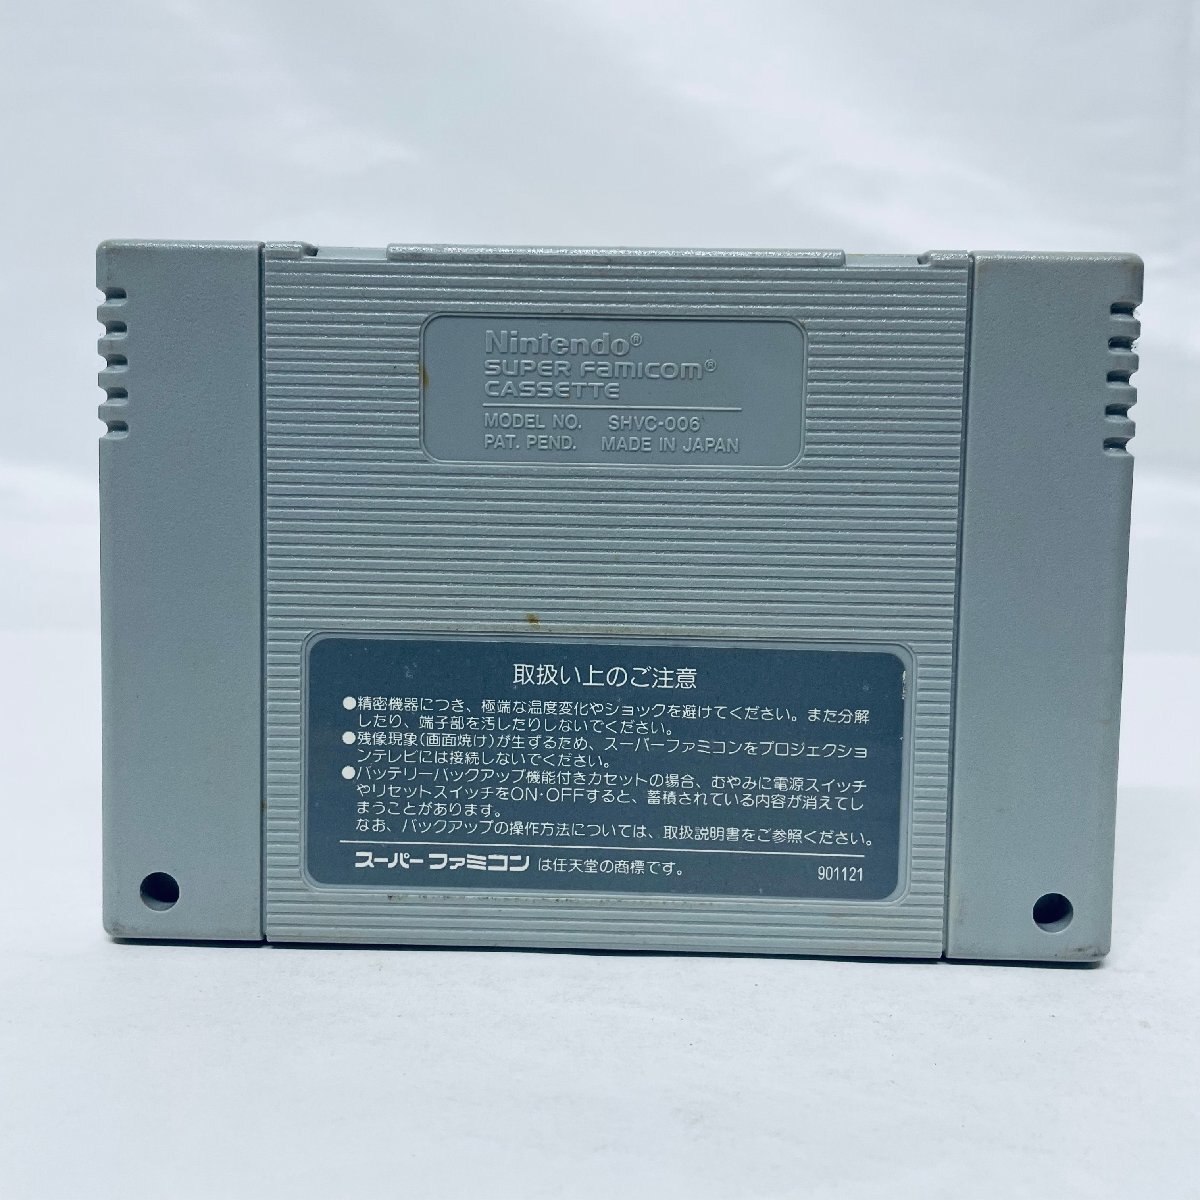 Nintendo®
SUPER FAMICOM®
CASSETTE
MODEL NO. SHVC-006
PAT. PEND. MADE IN JAPAN
取扱い上のご注意
●精密機器につき、極端な温度変化やショックを避けてください。また分解
したり、端子部を汚したりしないでください。
●残像現象(画面焼け)が生ずるため、スーパーファミコンをプロジェクショ
ンテレビには接続しないでください。
●バッテリーバックアップ機能付きカセットの場合、むやみに電源スイッチ
やリセットスイッチをON・OFFすると、蓄積されている内容が消えてし
まうことがあります。
なお、バックアップの操作方法については、取扱説明書をご参照ください。
スーパーファミコン は任天堂の商標です。 901121